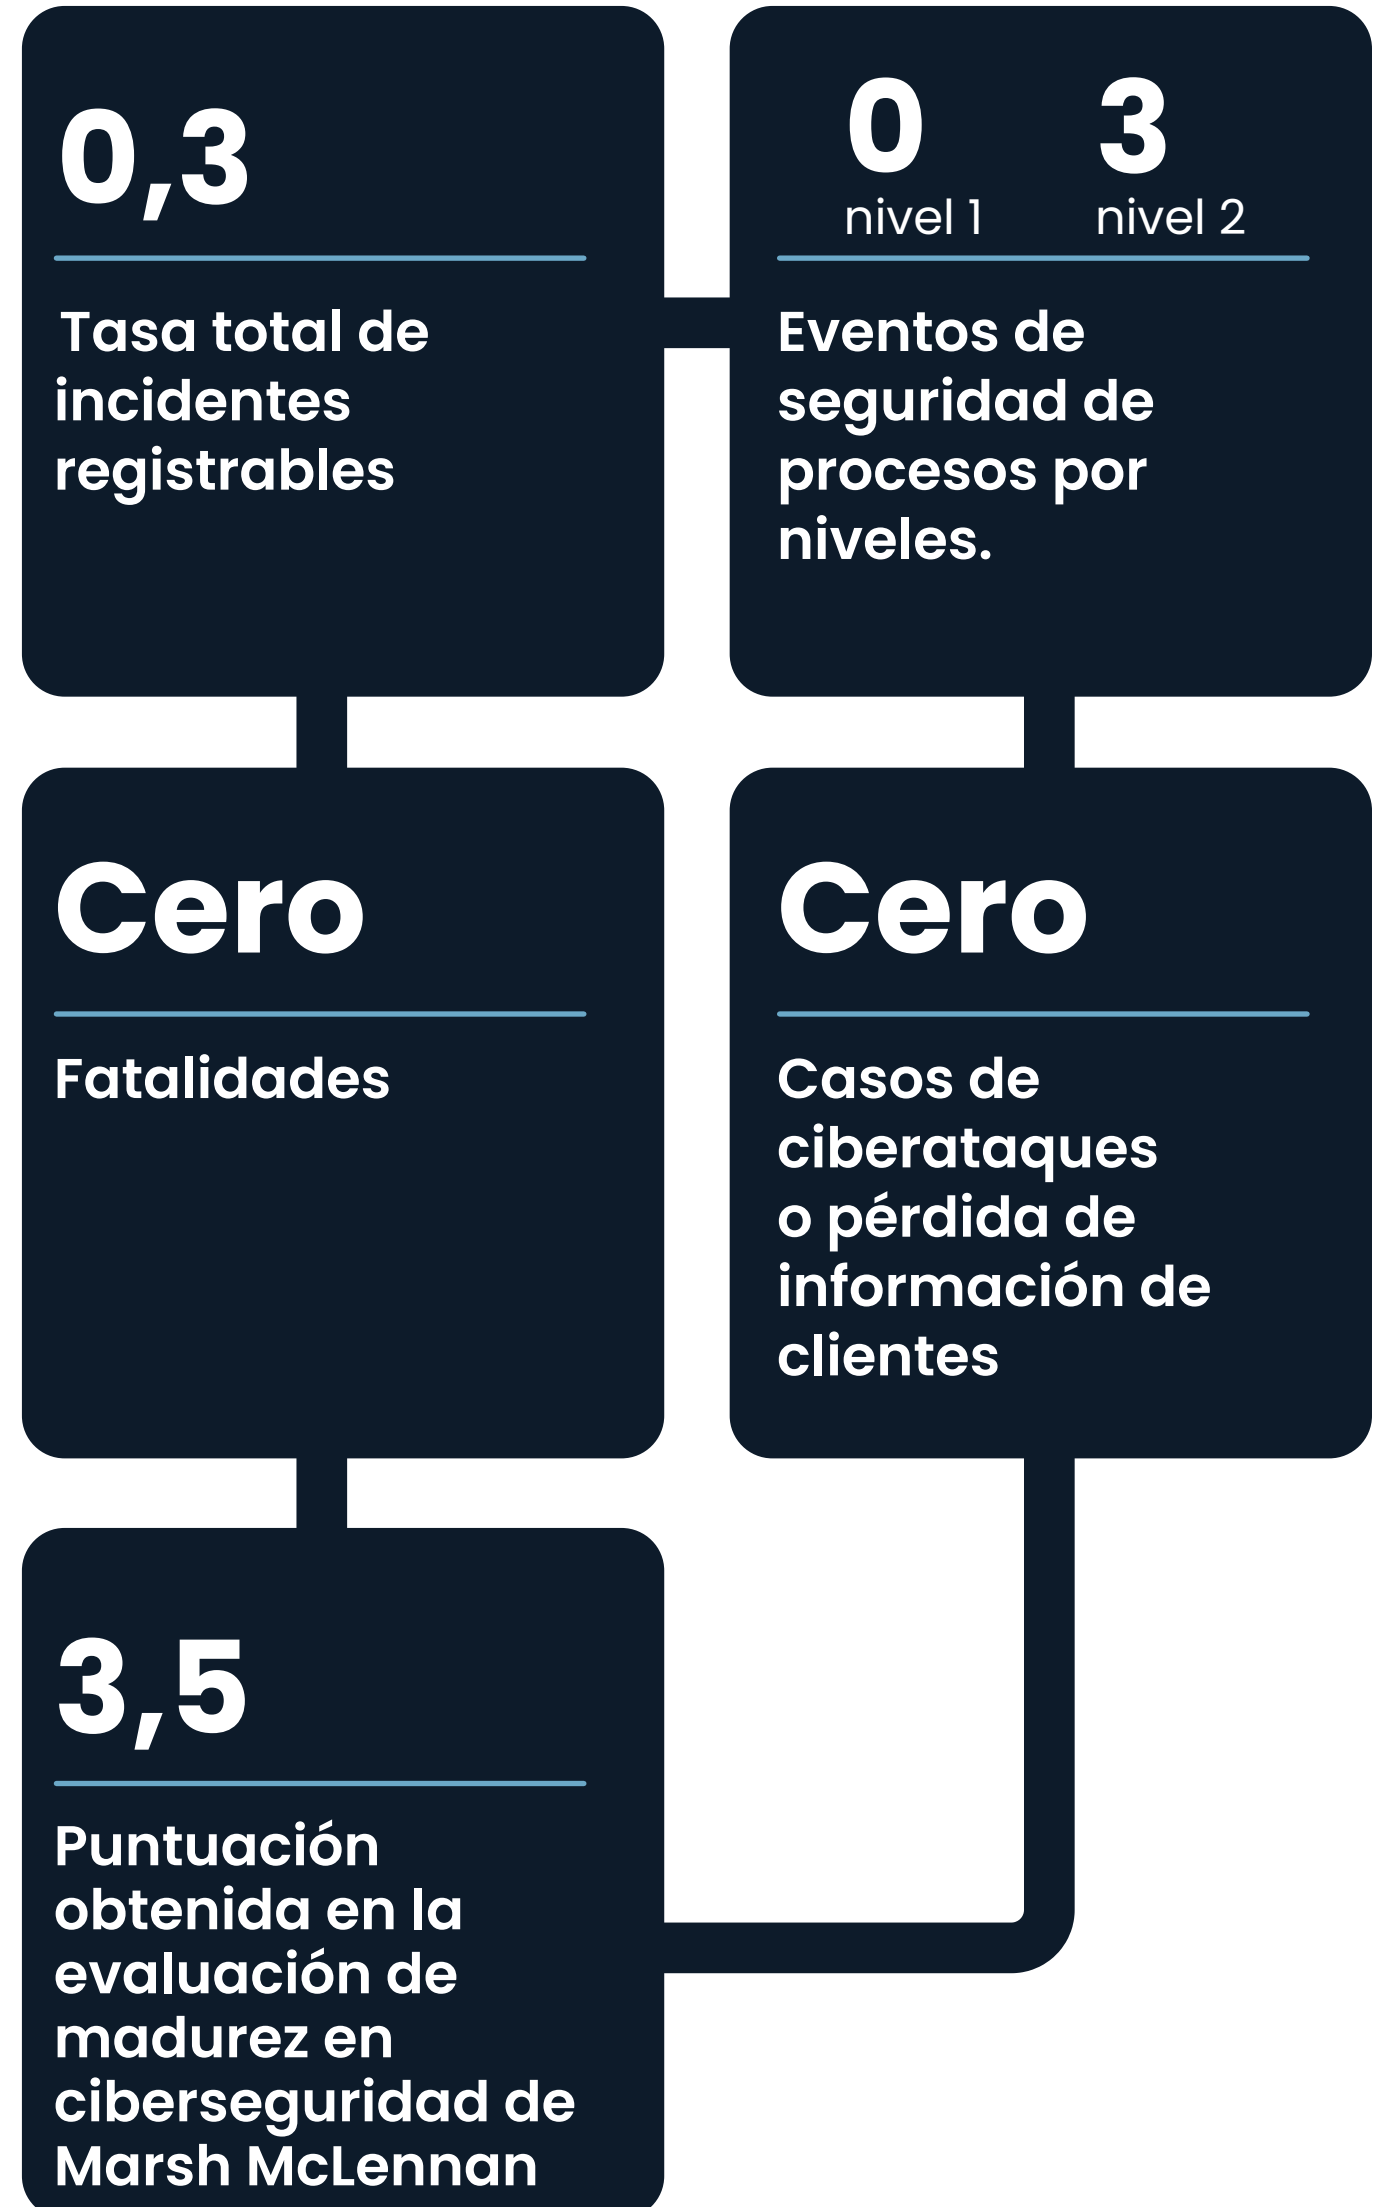 0,3
Tasa total de
incidentes
registrables
0 3
nivel 1 nivel 2
Eventos de
seguridad de
procesos por
niveles.
Cero
Fatalidades
Cero
Casos de
ciberataques
o pérdida de
información de
clientes
3,5
Puntuación
obtenida en la
evaluación de
madurez en
ciberseguridad de
Marsh McLennan